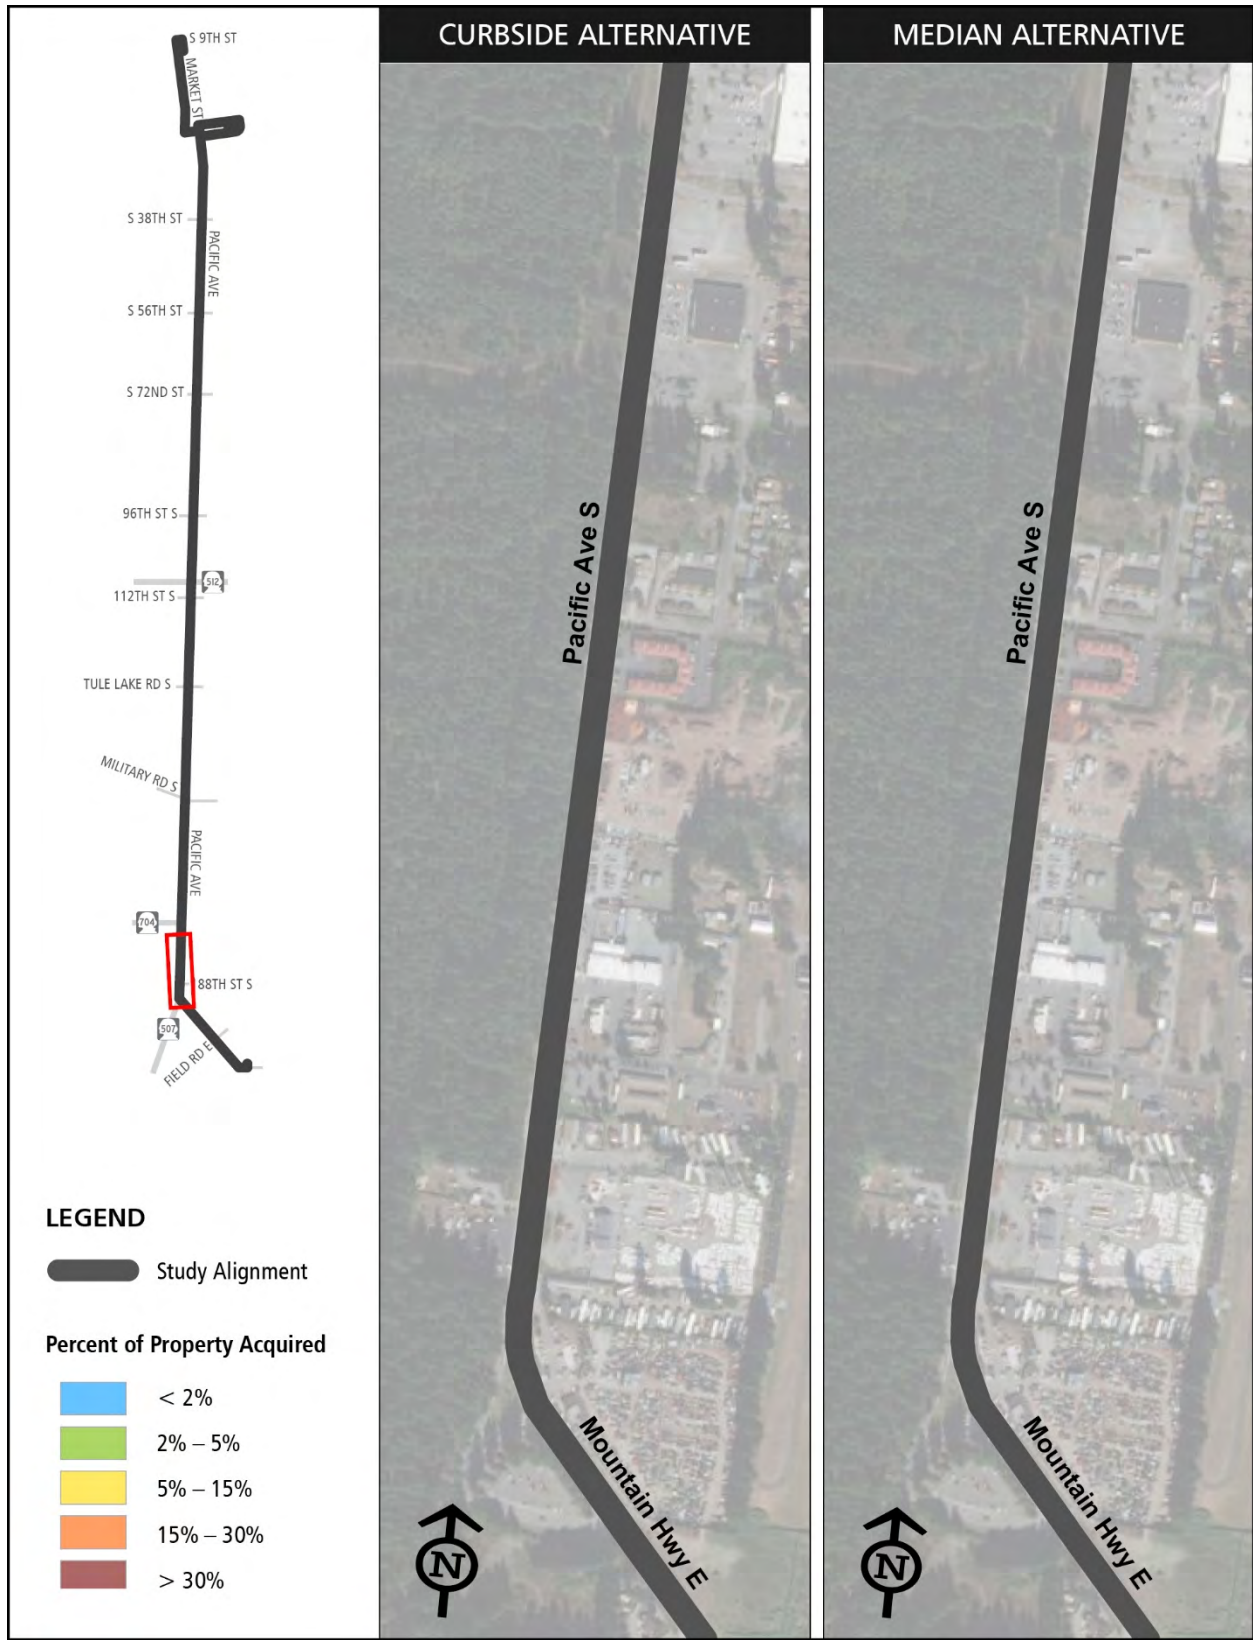 S 9TH ST
MARKET ST
S 38TH ST
PACIFIC AVE
S 56TH ST
S 72ND ST
96TH ST S
512
112TH ST S
TULE LAKE RD S
MILITARY RD S
PACIFIC AVE
704
88TH ST S
507
FIELD RD E
LEGEND
Study Alignment
Percent of Property Acquired
< 2%
2% – 5%
5% – 15%
15% – 30%
> 30%
CURBSIDE ALTERNATIVE
Pacific Ave S
Mountain Hwy E
N
MEDIAN ALTERNATIVE
Pacific Ave S
Mountain Hwy E
N